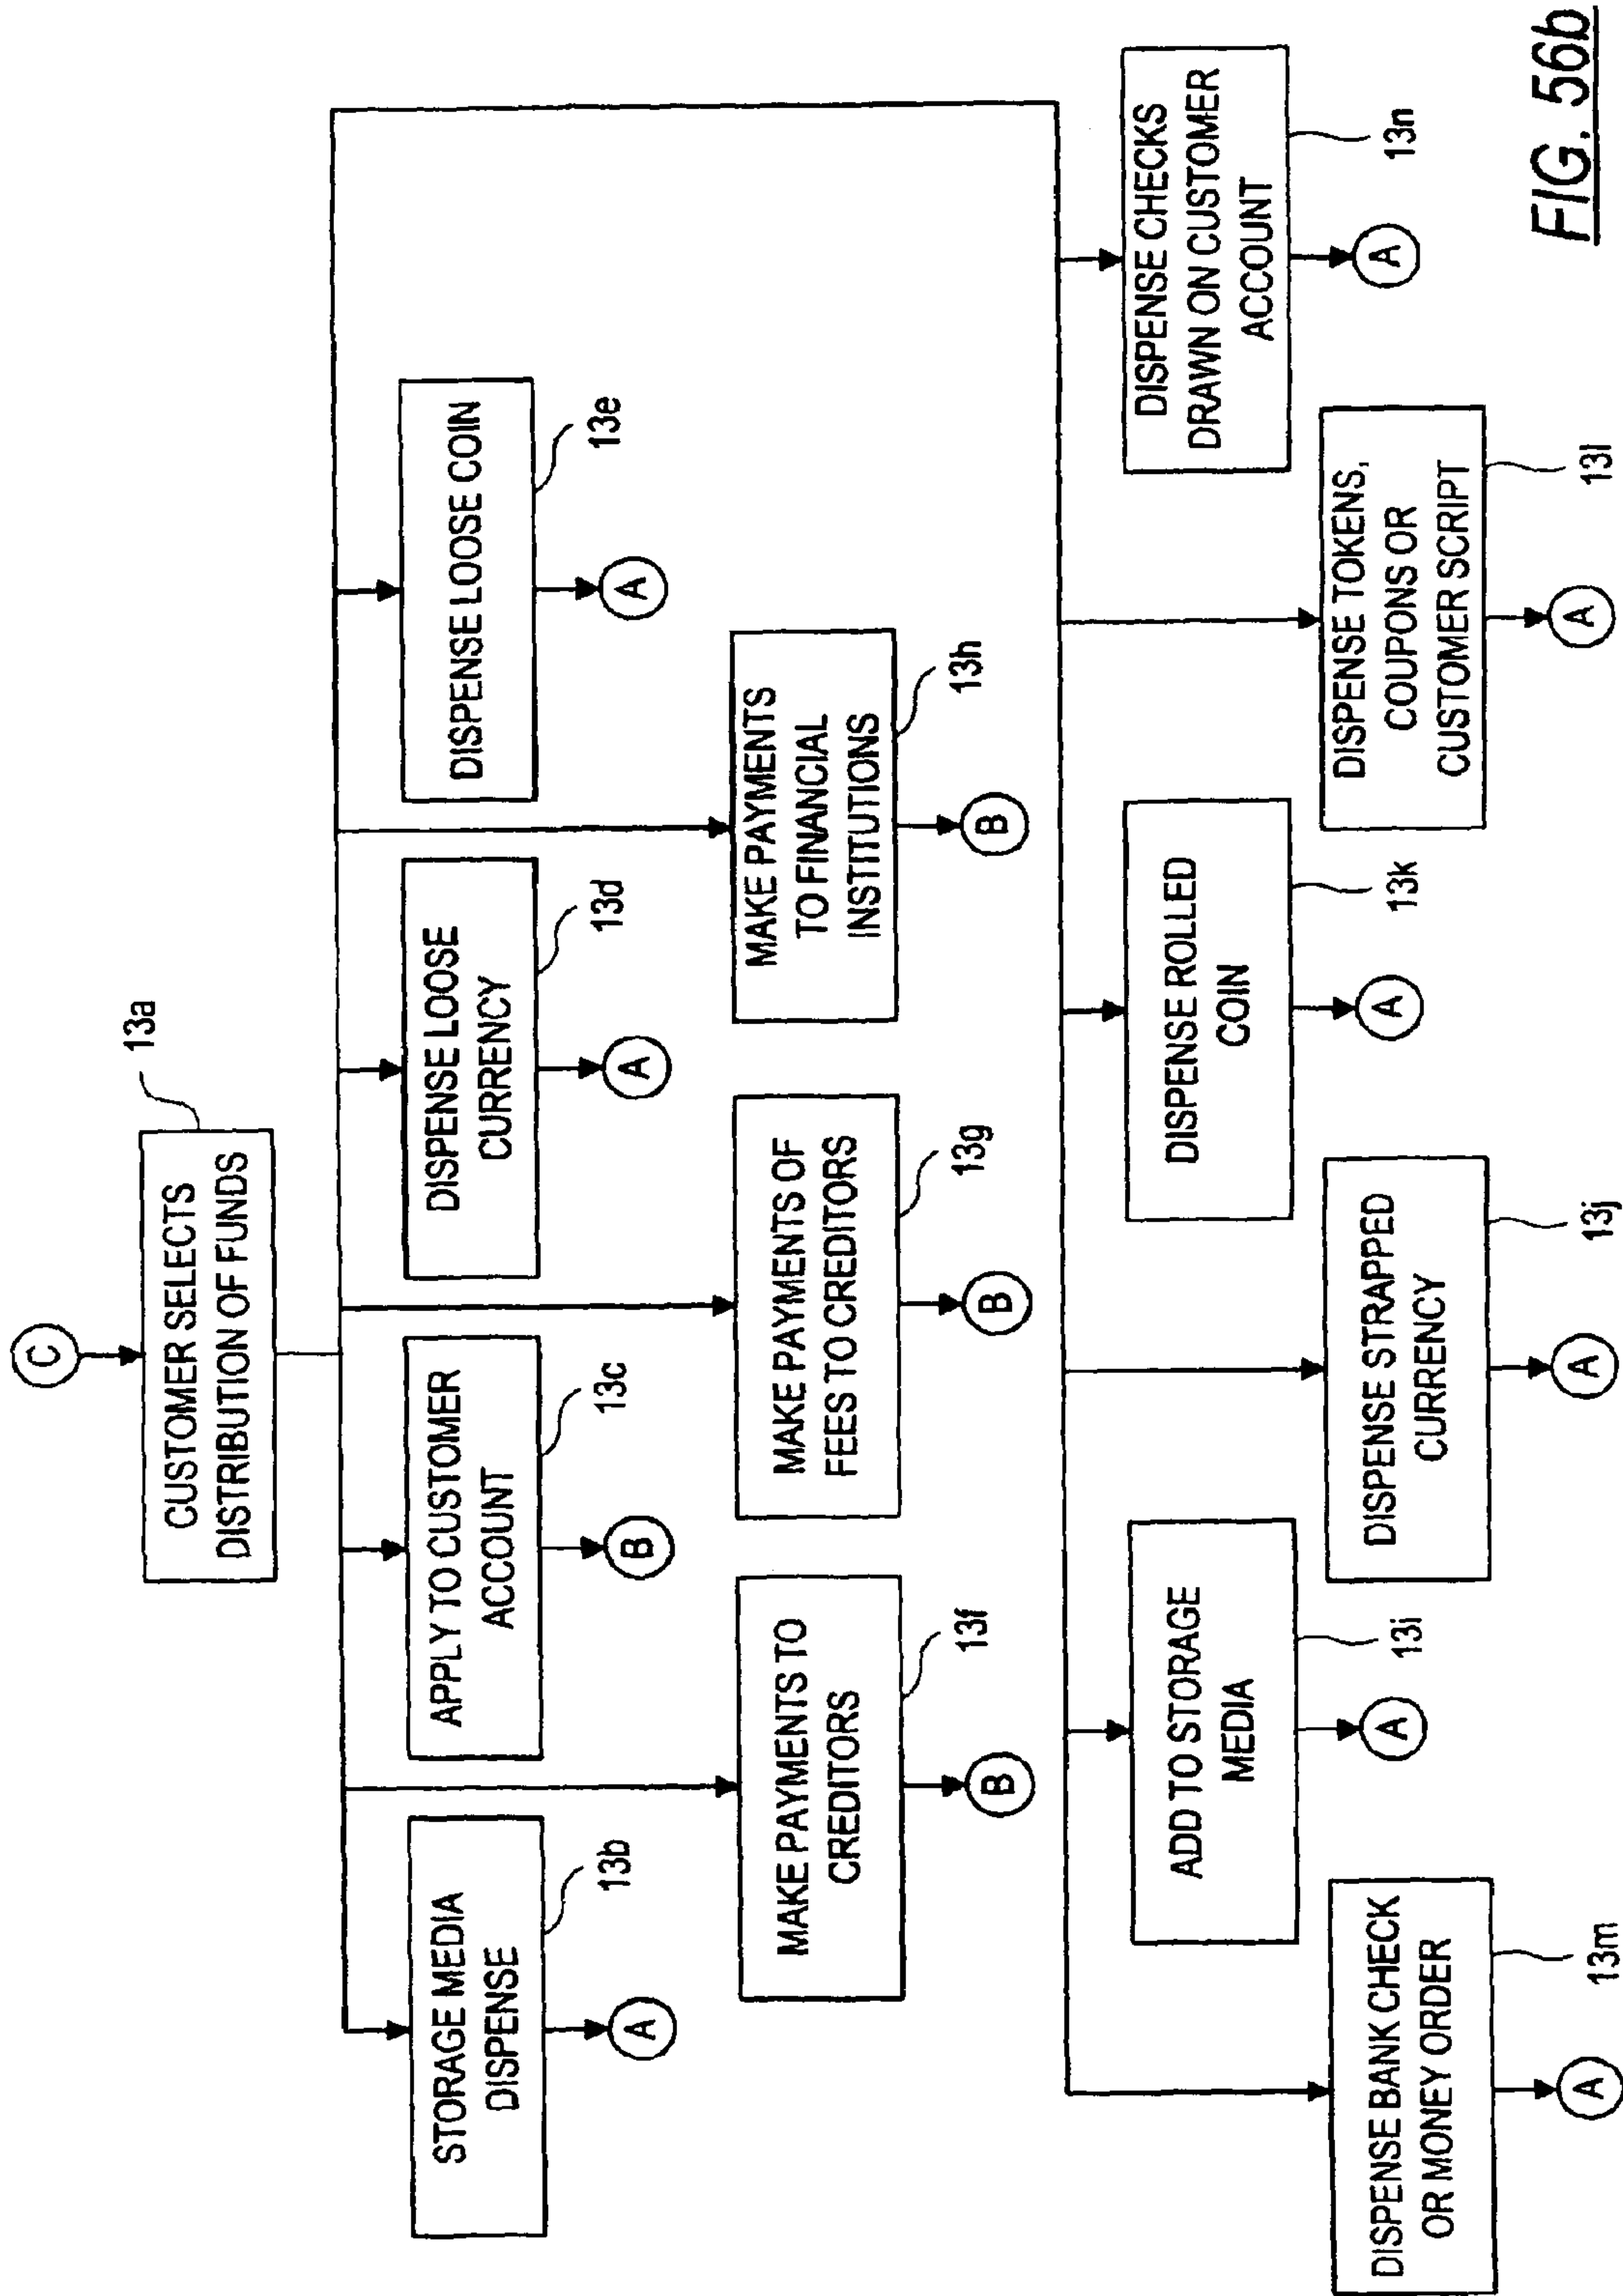 C
CUSTOMER SELECTS
DISTRIBUTION OF FUNDS
13a
STORAGE MEDIA
DISPENSE
13b
A
APPLY TO CUSTOMER
ACCOUNT
13c
B
DISPENSE LOOSE
CURRENCY
13d
A
DISPENSE LOOSE COIN
13e
A
MAKE PAYMENTS TO
CREDITORS
13f
B
MAKE PAYMENTS OF
FEES TO CREDITORS
13g
B
MAKE PAYMENTS
TO FINANCIAL
INSTITUTIONS
13h
B
ADD TO STORAGE
MEDIA
13i
A
DISPENSE ROLLED
COIN
13k
A
DISPENSE CHECKS
DRAWN ON CUSTOMER
ACCOUNT
13n
A
DISPENSE BANK CHECK
OR MONEY ORDER
13m
A
DISPENSE STRAPPED
CURRENCY
13j
A
DISPENSE TOKENS,
COUPONS OR
CUSTOMER SCRIPT
13l
A
FIG. 56b